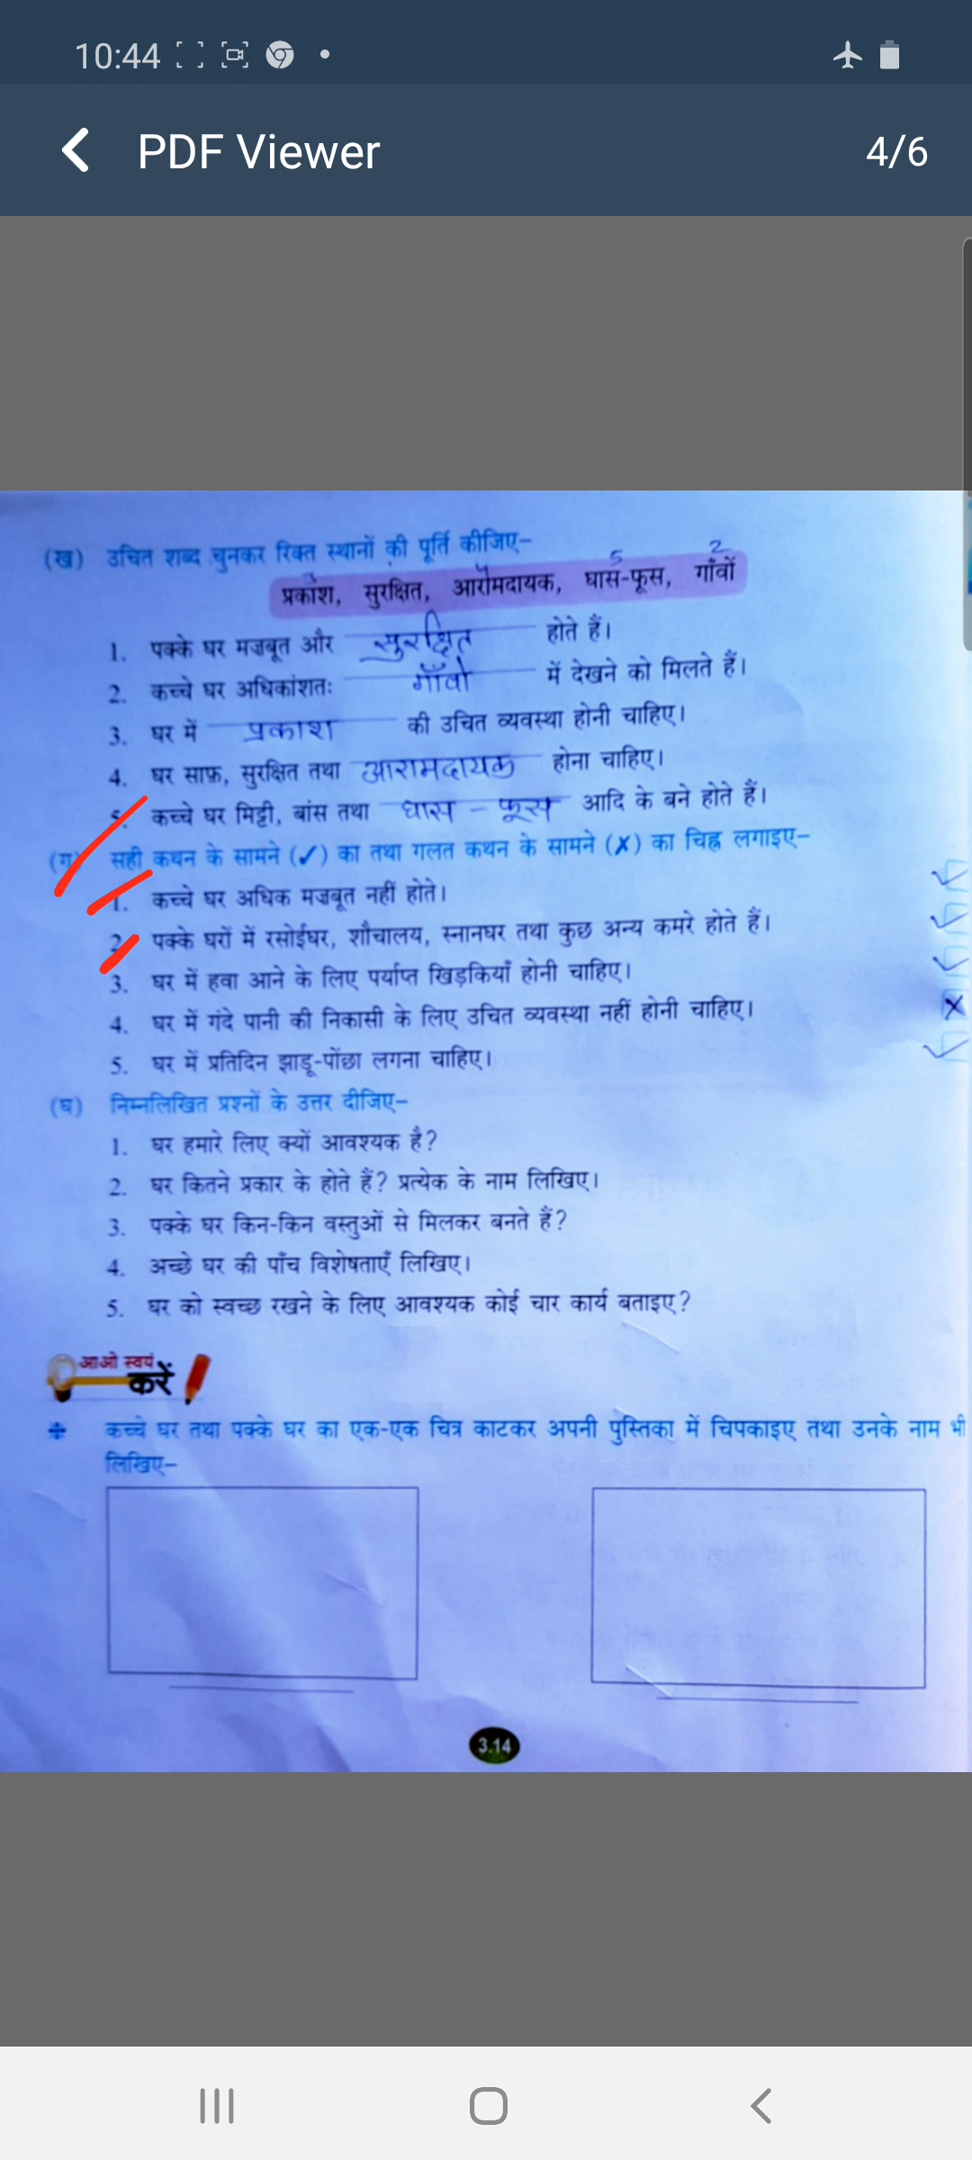 10:44
PDF Viewer 4/6
(ख) उचित शब्द चुनकर रिक्त स्थानों की पूर्ति कीजिए–
3 4 5 2
प्रकाश, सुरक्षित, आरामदायक, घास-फूस, गाँवों
1. पक्के घर मजबूत और सुरक्षित होते हैं।
2. कच्चे घर अधिकांशतः गाँवो में देखने को मिलते हैं।
3. घर में प्रकाश की उचित व्यवस्था होनी चाहिए।
4. घर साफ़, सुरक्षित तथा आरामदायक होना चाहिए।
5. कच्चे घर मिट्टी, बांस तथा घास – फूस आदि के बने होते हैं।
(ग) सही कथन के सामने (✓) का तथा गलत कथन के सामने (✗) का चिह्न लगाइए–
1. कच्चे घर अधिक मजबूत नहीं होते। ✓
2. पक्के घरों में रसोईघर, शौचालय, स्नानघर तथा कुछ अन्य कमरे होते हैं। ✓
3. घर में हवा आने के लिए पर्याप्त खिड़कियाँ होनी चाहिए। ✓
4. घर में गंदे पानी की निकासी के लिए उचित व्यवस्था नहीं होनी चाहिए। ✗
5. घर में प्रतिदिन झाड़ू-पोंछा लगना चाहिए। ✓
(घ) निम्नलिखित प्रश्नों के उत्तर दीजिए–
1. घर हमारे लिए क्यों आवश्यक है?
2. घर कितने प्रकार के होते हैं? प्रत्येक के नाम लिखिए।
3. पक्के घर किन-किन वस्तुओं से मिलकर बनते हैं?
4. अच्छे घर की पाँच विशेषताएँ लिखिए।
5. घर को स्वच्छ रखने के लिए आवश्यक कोई चार कार्य बताइए?
आओ स्वयं
करें
कच्चे घर तथा पक्के घर का एक-एक चित्र काटकर अपनी पुस्तिका में चिपकाइए तथा उनके नाम भी
लिखिए–
3.14